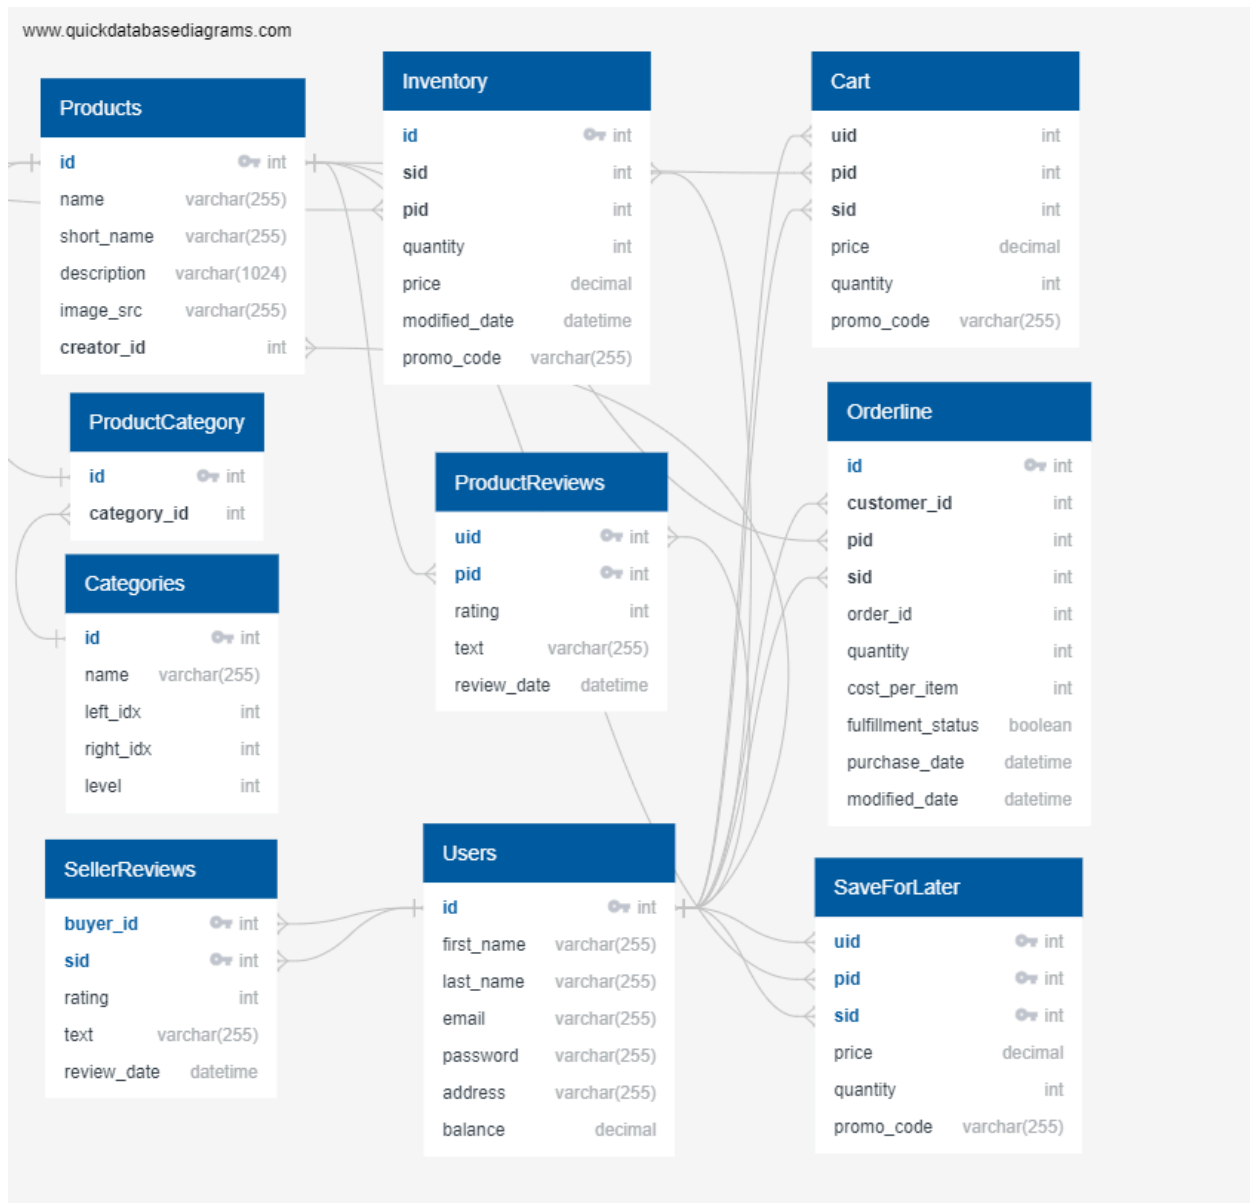 www.quickdatabasediagrams.com
Products
id int
name varchar(255)
short_name varchar(255)
description varchar(1024)
image_src varchar(255)
creator_id int
Inventory
id int
sid int
pid int
quantity int
price decimal
modified_date datetime
promo_code varchar(255)
Cart
uid int
pid int
sid int
price decimal
quantity int
promo_code varchar(255)
ProductCategory
id int
category_id int
ProductReviews
uid int
pid int
rating int
text varchar(255)
review_date datetime
Orderline
id int
customer_id int
pid int
sid int
order_id int
quantity int
cost_per_item int
fulfillment_status boolean
purchase_date datetime
modified_date datetime
Categories
id int
name varchar(255)
left_idx int
right_idx int
level int
SellerReviews
buyer_id int
sid int
rating int
text varchar(255)
review_date datetime
Users
id int
first_name varchar(255)
last_name varchar(255)
email varchar(255)
password varchar(255)
address varchar(255)
balance decimal
SaveForLater
uid int
pid int
sid int
price decimal
quantity int
promo_code varchar(255)